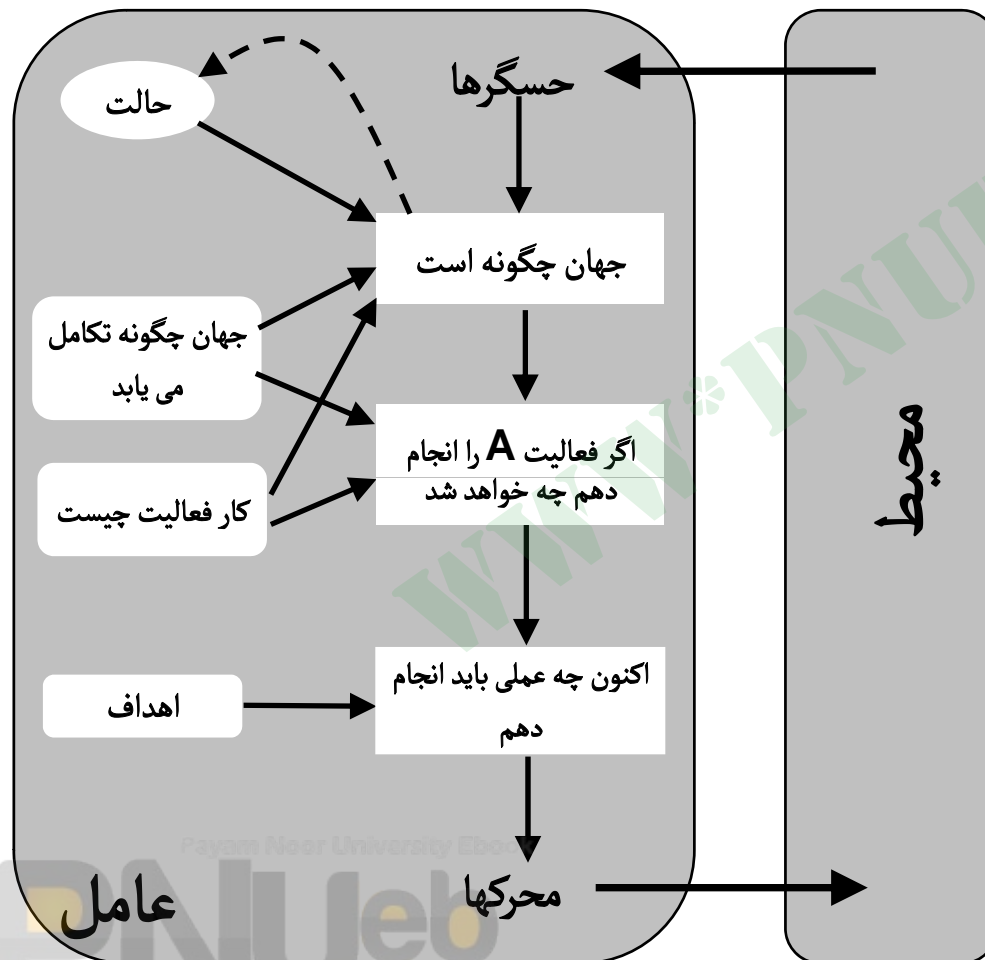 حسگرها
حالت
جهان چگونه است
جهان چگونه تکامل
می یابد
اگر فعالیت A را انجام
دهم چه خواهد شد
کار فعالیت چیست
اکنون چه عملی باید انجام
دهم
اهداف
محرکها
عامل
محیط
WWW*PNU
Payam Noor University Ebook
PNUeb